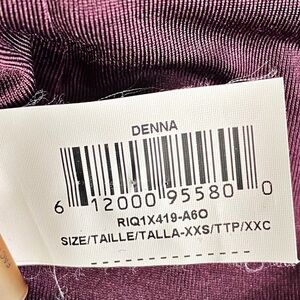 DENNA
6 12000 95580 0
RIQ1X419-A6O
SIZE/TAILLE/TALLA-XXS/TTP/XXC